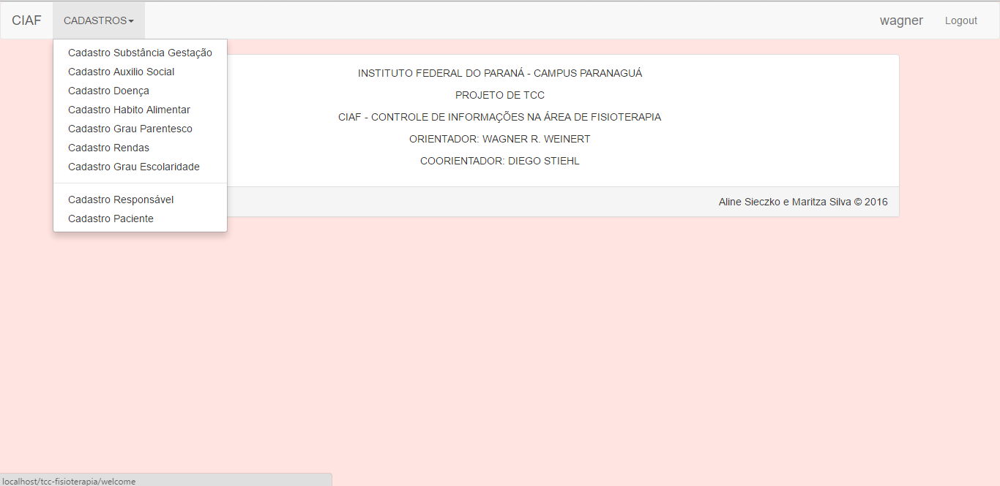 CIAF CADASTROS wagner Logout
Cadastro Substância Gestação
Cadastro Auxilio Social
Cadastro Doença
Cadastro Habito Alimentar
Cadastro Grau Parentesco
Cadastro Rendas
Cadastro Grau Escolaridade
Cadastro Responsável
Cadastro Paciente
INSTITUTO FEDERAL DO PARANÁ - CAMPUS PARANAGUÁ
PROJETO DE TCC
CIAF - CONTROLE DE INFORMAÇÕES NA ÁREA DE FISIOTERAPIA
ORIENTADOR: WAGNER R. WEINERT
COORIENTADOR: DIEGO STIEHL
Aline Sieczko e Maritza Silva © 2016
localhost/tcc-fisioterapia/welcome